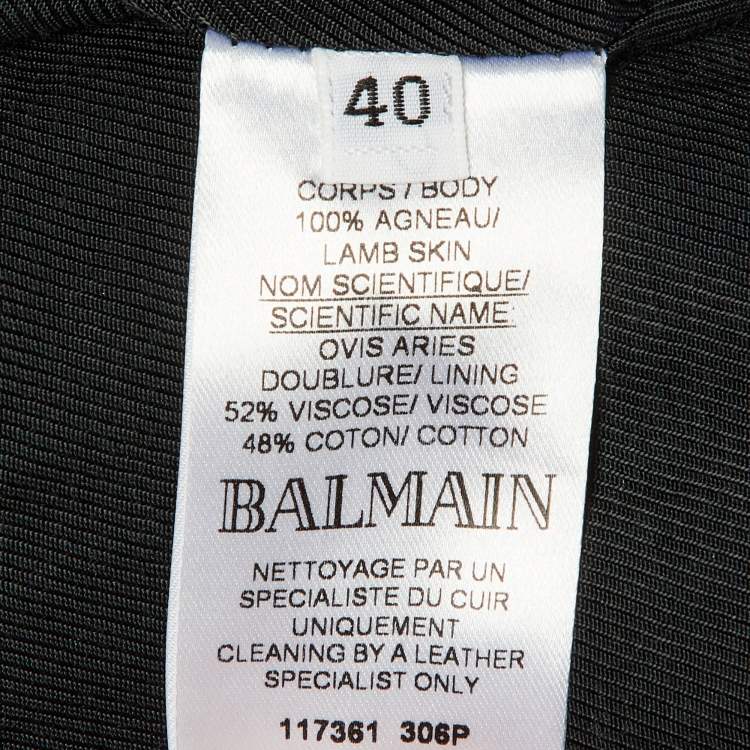 40
CORPS / BODY
100% AGNEAU/
LAMB SKIN
NOM SCIENTIFIQUE/
SCIENTIFIC NAME:
OVIS ARIES
DOUBLURE/ LINING
52% VISCOSE/ VISCOSE
48% COTON/ COTTON
BALMAIN
NETTOYAGE PAR UN
SPECIALISTE DU CUIR
UNIQUEMENT
CLEANING BY A LEATHER
SPECIALIST ONLY
117361 306P